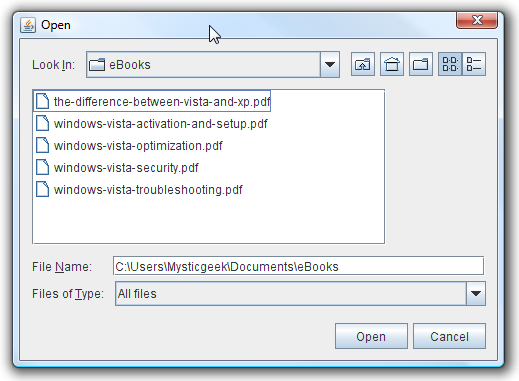 Open
Look In: eBooks
the-difference-between-vista-and-xp.pdf
windows-vista-activation-and-setup.pdf
windows-vista-optimization.pdf
windows-vista-security.pdf
windows-vista-troubleshooting.pdf
File Name: C:\Users\Mysticgeek\Documents\eBooks
Files of Type: All files
Open Cancel